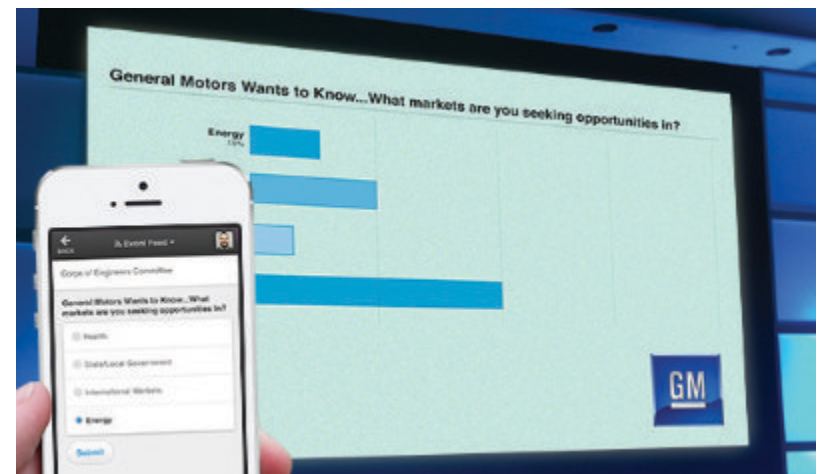 General Motors Wants to Know...What markets are you seeking opportunities in?
Energy
GM
BACK
Event Feed
Corps of Engineers Committee
General Motors Wants to Know...What
markets are you seeking opportunities in?
Health
State/Local Government
International Markets
Energy
Submit